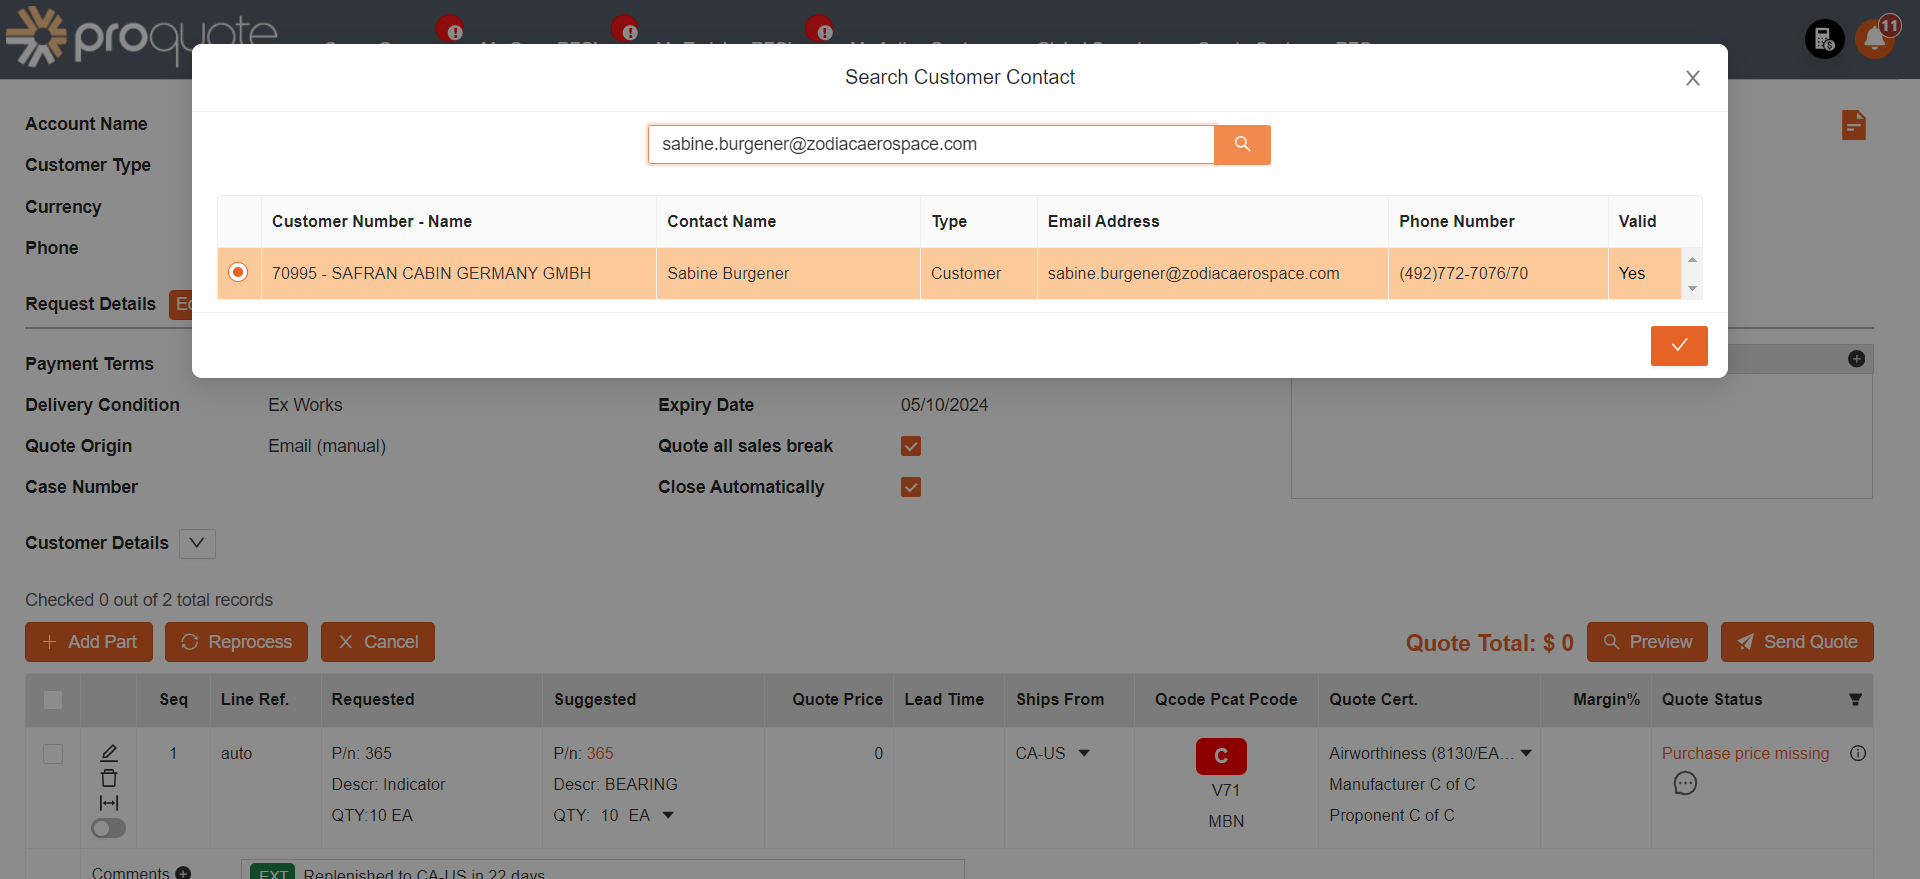 proquote
11
Search Customer Contact
sabine.burgener@zodiacaerospace.com
Customer Number - Name Contact Name Type Email Address Phone Number Valid
70995 - SAFRAN CABIN GERMANY GMBH Sabine Burgener Customer sabine.burgener@zodiacaerospace.com (492)772-7076/70 Yes
Account Name
Customer Type
Currency
Phone
Request Details
Payment Terms
Delivery Condition Ex Works Expiry Date 05/10/2024
Quote Origin Email (manual) Quote all sales break
Case Number Close Automatically
Customer Details
Checked 0 out of 2 total records
Add Part Reprocess Cancel Quote Total: $ 0 Preview Send Quote
Seq Line Ref. Requested Suggested Quote Price Lead Time Ships From Qcode Pcat Pcode Quote Cert. Margin% Quote Status
1 auto P/n: 365 P/n: 365 0 CA-US C Airworthiness (8130/EA... Purchase price missing
Descr: Indicator Descr: BEARING V71 Manufacturer C of C
QTY:10 EA QTY: 10 EA MBN Proponent C of C
Comments EXT Replenished to CA-US in 22 days